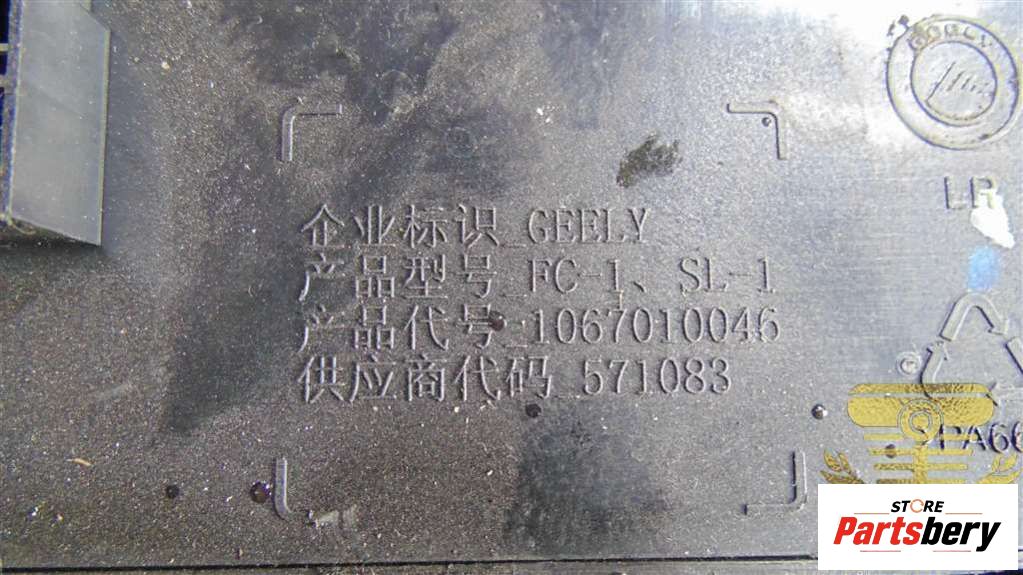 GEELY
LR
企业标识_GEELY
产品型号_FC-1、SL-1
产品代号_1067010046
供应商代码_571083
PA66
STORE
Partsbery